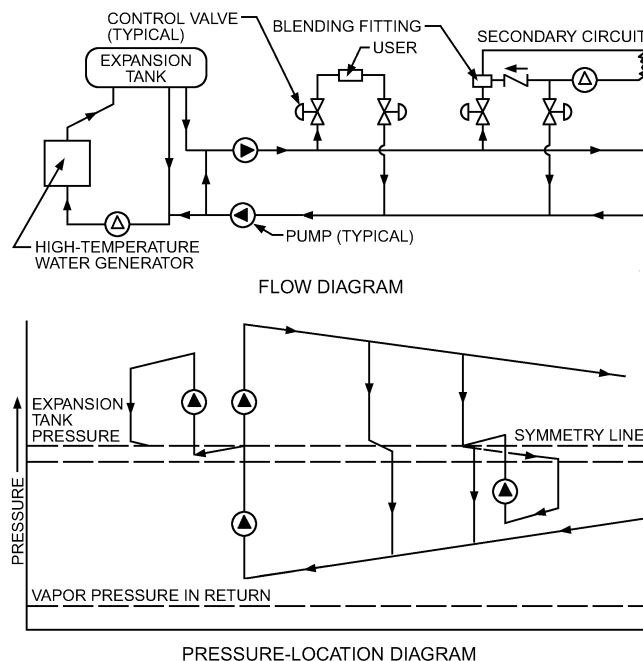 CONTROL VALVE
(TYPICAL)
BLENDING FITTING
USER
SECONDARY CIRCUIT
EXPANSION
TANK
PUMP (TYPICAL)
HIGH-TEMPERATURE
WATER GENERATOR
FLOW DIAGRAM
EXPANSION
TANK
PRESSURE
SYMMETRY LINE
PRESSURE
VAPOR PRESSURE IN RETURN
PRESSURE-LOCATION DIAGRAM